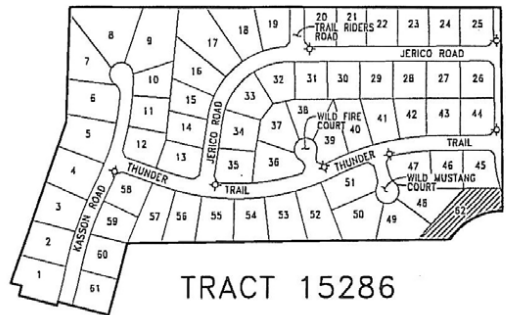 20 21 22 23 24 25
19
TRAIL RIDERS
ROAD
18
17
8
9
JERICO ROAD
7
10
16
32 31 30 29 28 27 26
6
11
15
33
38
WILD FIRE
COURT
39 40 41 42 43 44
5
14
34
37
12
13
JERICO ROAD
35
36
4
THUNDER
TRAIL
THUNDER
TRAIL
58
3
KASSON ROAD
59
57 56 55 54 53 52
51
47 46 45
WILD MUSTANG
COURT
50 49 48
62
2
60
1
61
TRACT 15286